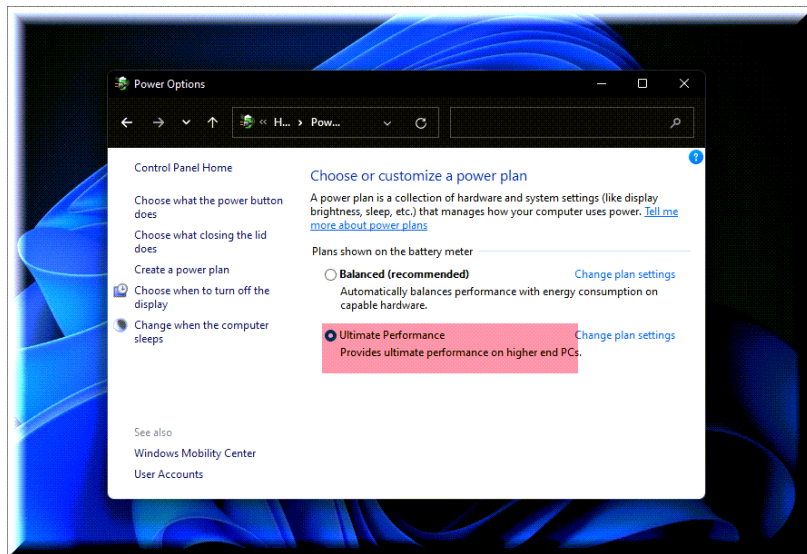 Power Options
« H... › Pow...
Control Panel Home
Choose what the power button
does
Choose what closing the lid
does
Create a power plan
Choose when to turn off the
display
Change when the computer
sleeps
See also
Windows Mobility Center
User Accounts
?
Choose or customize a power plan
A power plan is a collection of hardware and system settings (like display
brightness, sleep, etc.) that manages how your computer uses power. Tell me
more about power plans
Plans shown on the battery meter
Balanced (recommended) Change plan settings
Automatically balances performance with energy consumption on
capable hardware.
Ultimate Performance Change plan settings
Provides ultimate performance on higher end PCs.